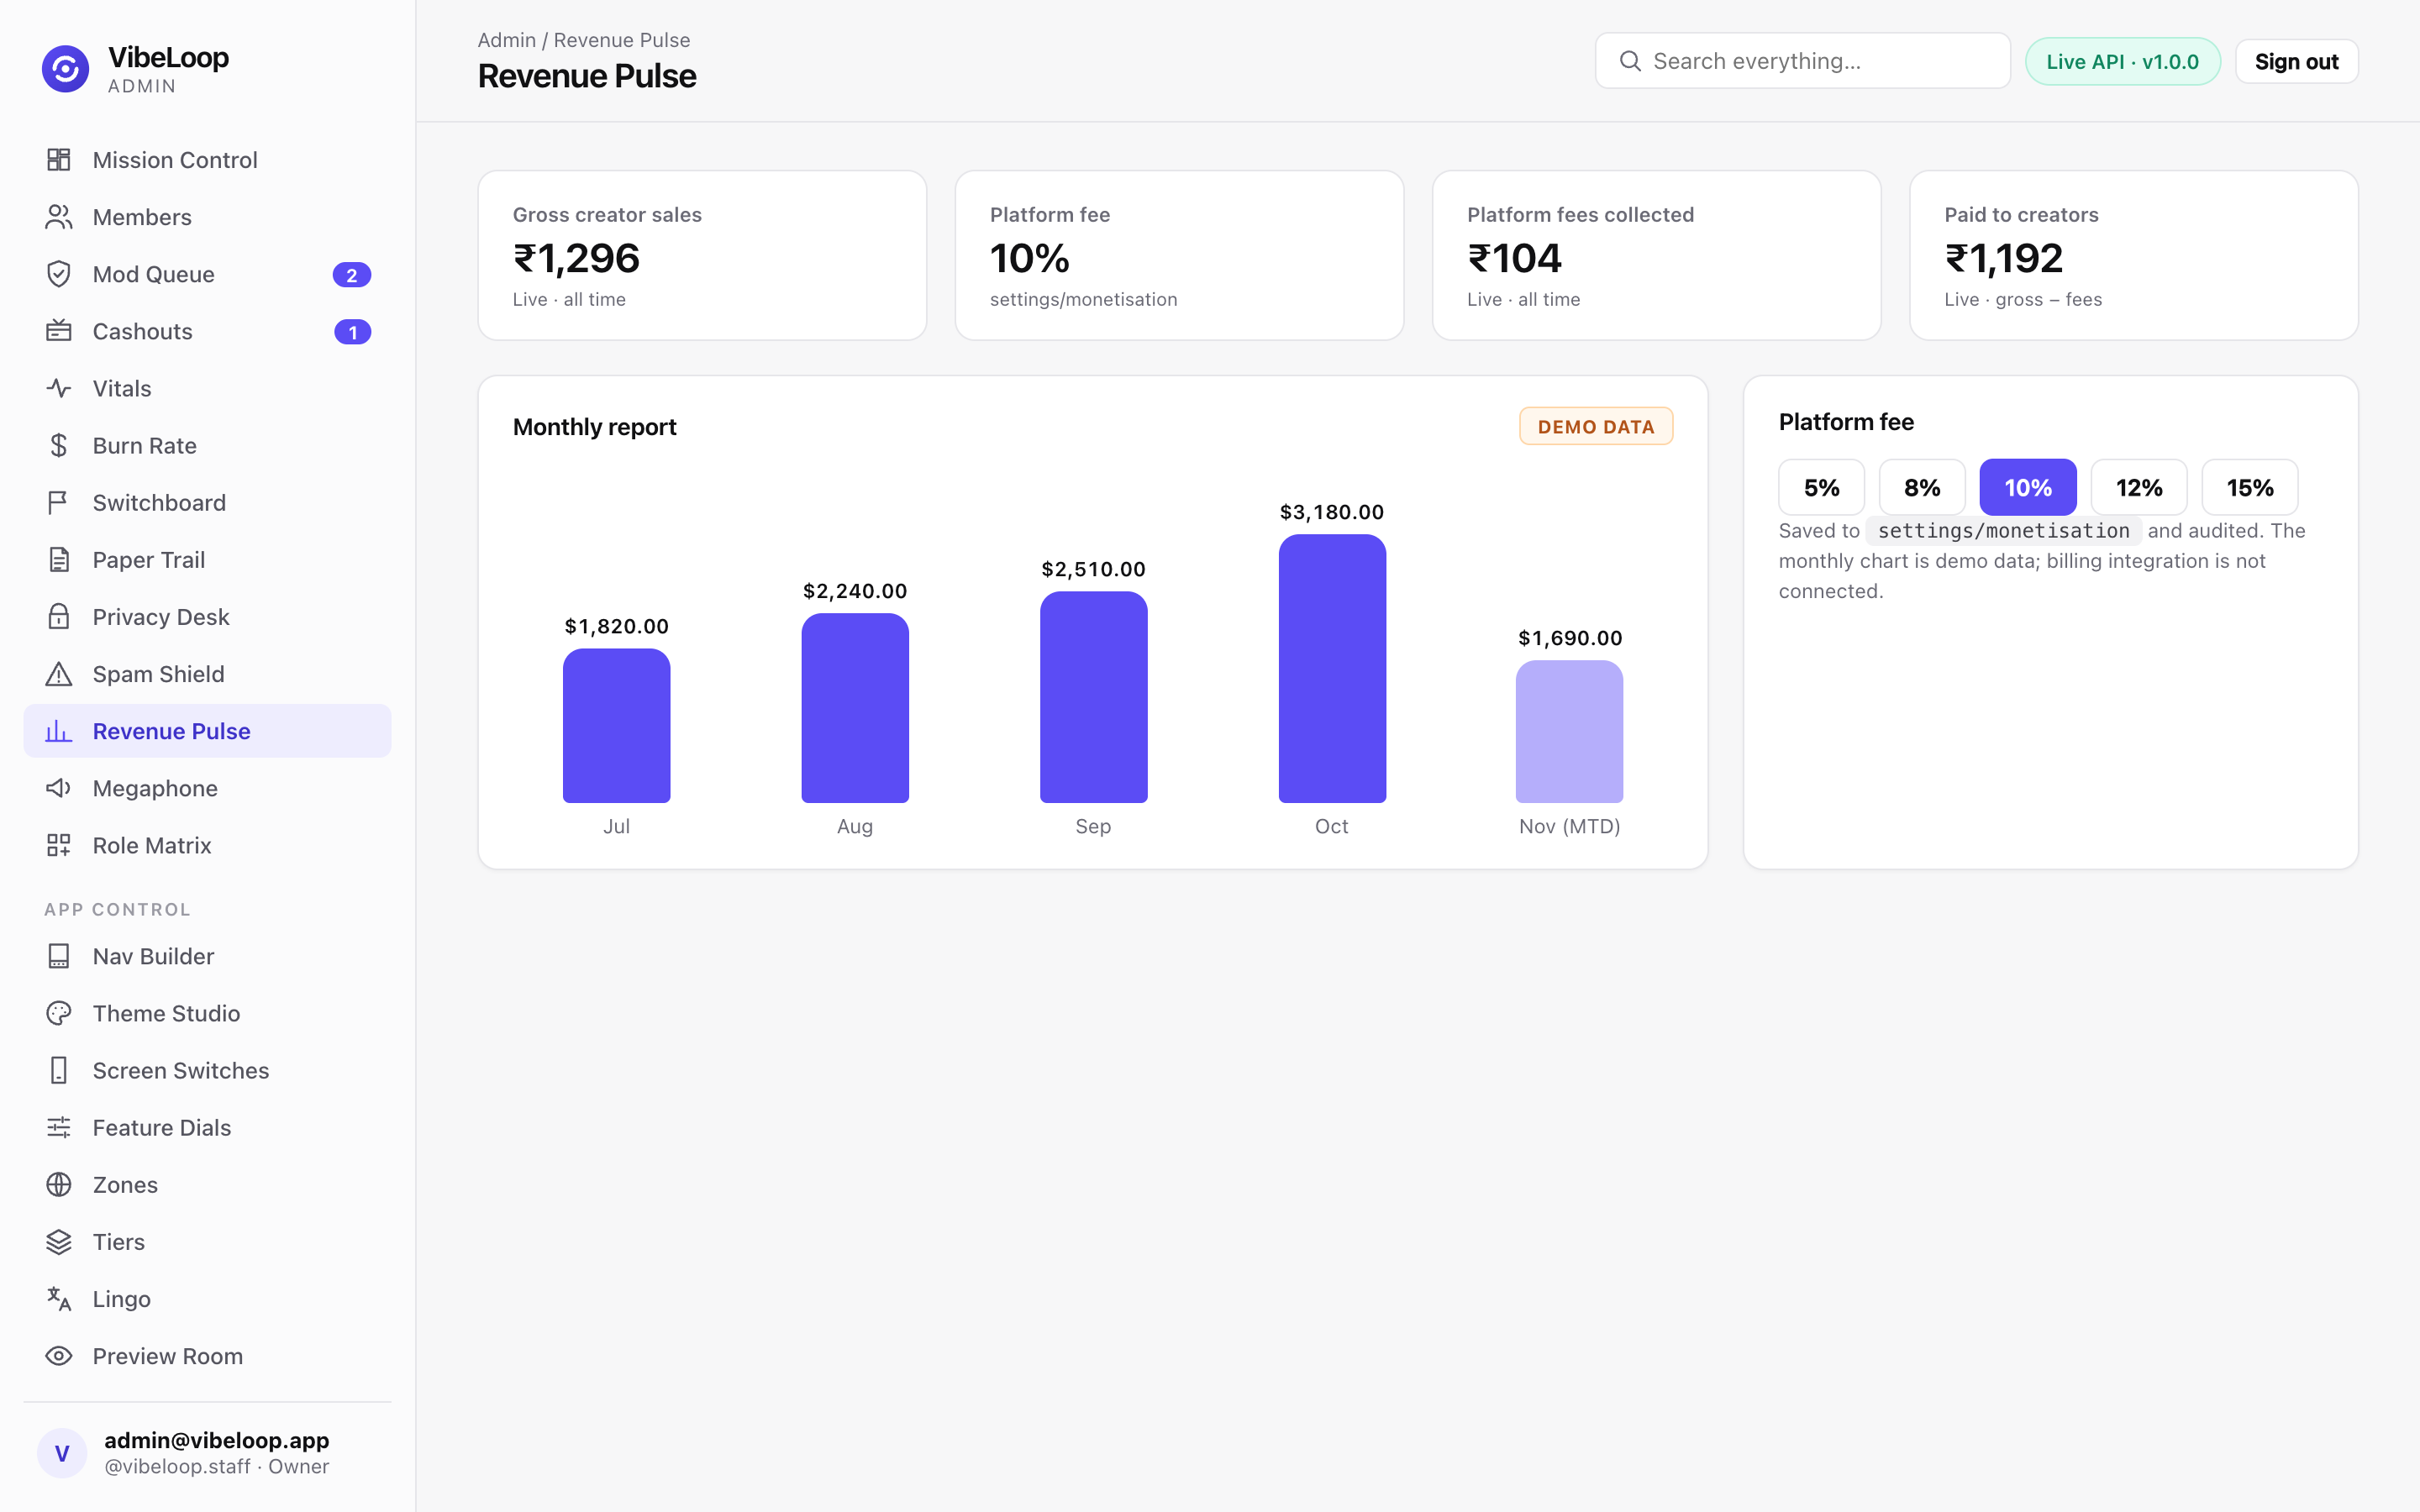 VibeLoop
ADMIN
Mission Control
Members
Mod Queue 2
Cashouts 1
Vitals
Burn Rate
Switchboard
Paper Trail
Privacy Desk
Spam Shield
Revenue Pulse
Megaphone
Role Matrix
APP CONTROL
Nav Builder
Theme Studio
Screen Switches
Feature Dials
Zones
Tiers
Lingo
Preview Room
V
admin@vibeloop.app
@vibeloop.staff · Owner
Admin / Revenue Pulse
Revenue Pulse
Search everything...
Live API · v1.0.0
Sign out
Gross creator sales
₹1,296
Live · all time
Platform fee
10%
settings/monetisation
Platform fees collected
₹104
Live · all time
Paid to creators
₹1,192
Live · gross − fees
Monthly report
DEMO DATA
$1,820.00
$2,240.00
$2,510.00
$3,180.00
$1,690.00
Jul
Aug
Sep
Oct
Nov (MTD)
Platform fee
5% 8% 10% 12% 15%
Saved to settings/monetisation and audited. The
monthly chart is demo data; billing integration is not
connected.